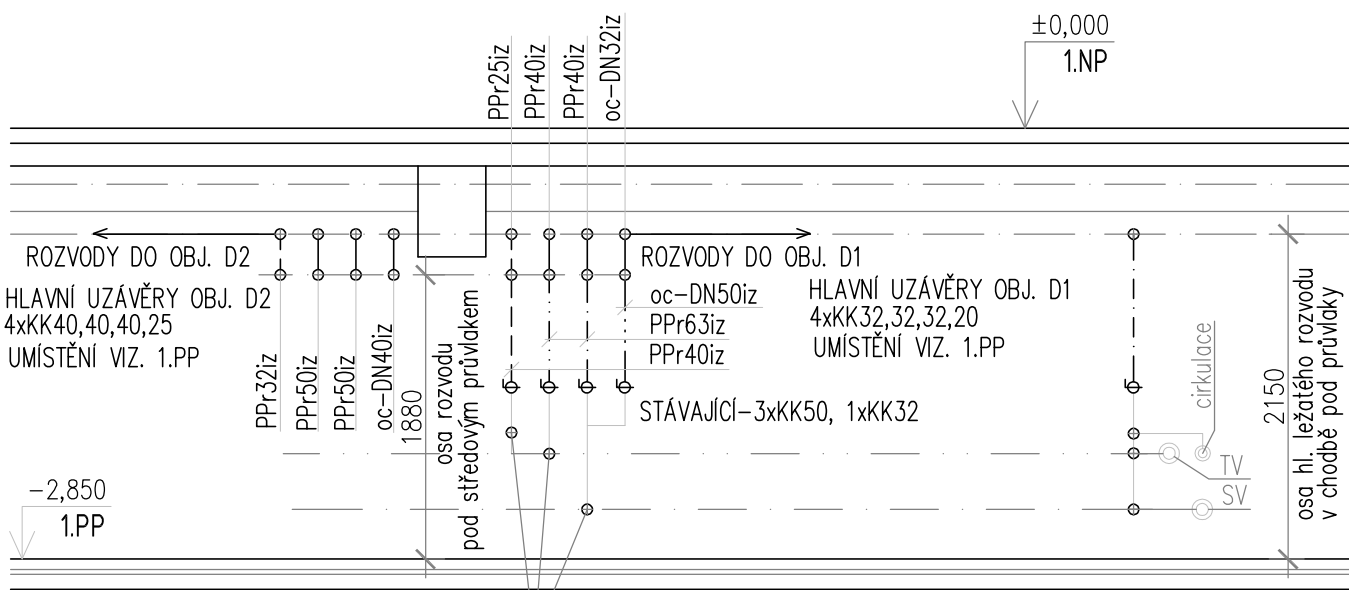 ±0,000
1.NP
PPr25iz
PPr40iz
PPr40iz
oc-DN32iz
ROZVODY DO OBJ. D2
HLAVNÍ UZÁVĚRY OBJ. D2
4xKK40,40,40,25
UMÍSTĚNÍ VIZ. 1.PP
ROZVODY DO OBJ. D1
HLAVNÍ UZÁVĚRY OBJ. D1
4xKK32,32,32,20
UMÍSTĚNÍ VIZ. 1.PP
oc-DN50iz
PPr63iz
PPr40iz
PPr32iz
PPr50iz
PPr50iz
oc-DN40iz
1880
osa rozvodu
pod středovým průvlakem
STÁVAJÍCÍ-3xKK50, 1xKK32
cirkulace
TV
SV
2150
osa hl. ležatého rozvodu
v chodbě pod průvlaky
-2,850
1.PP